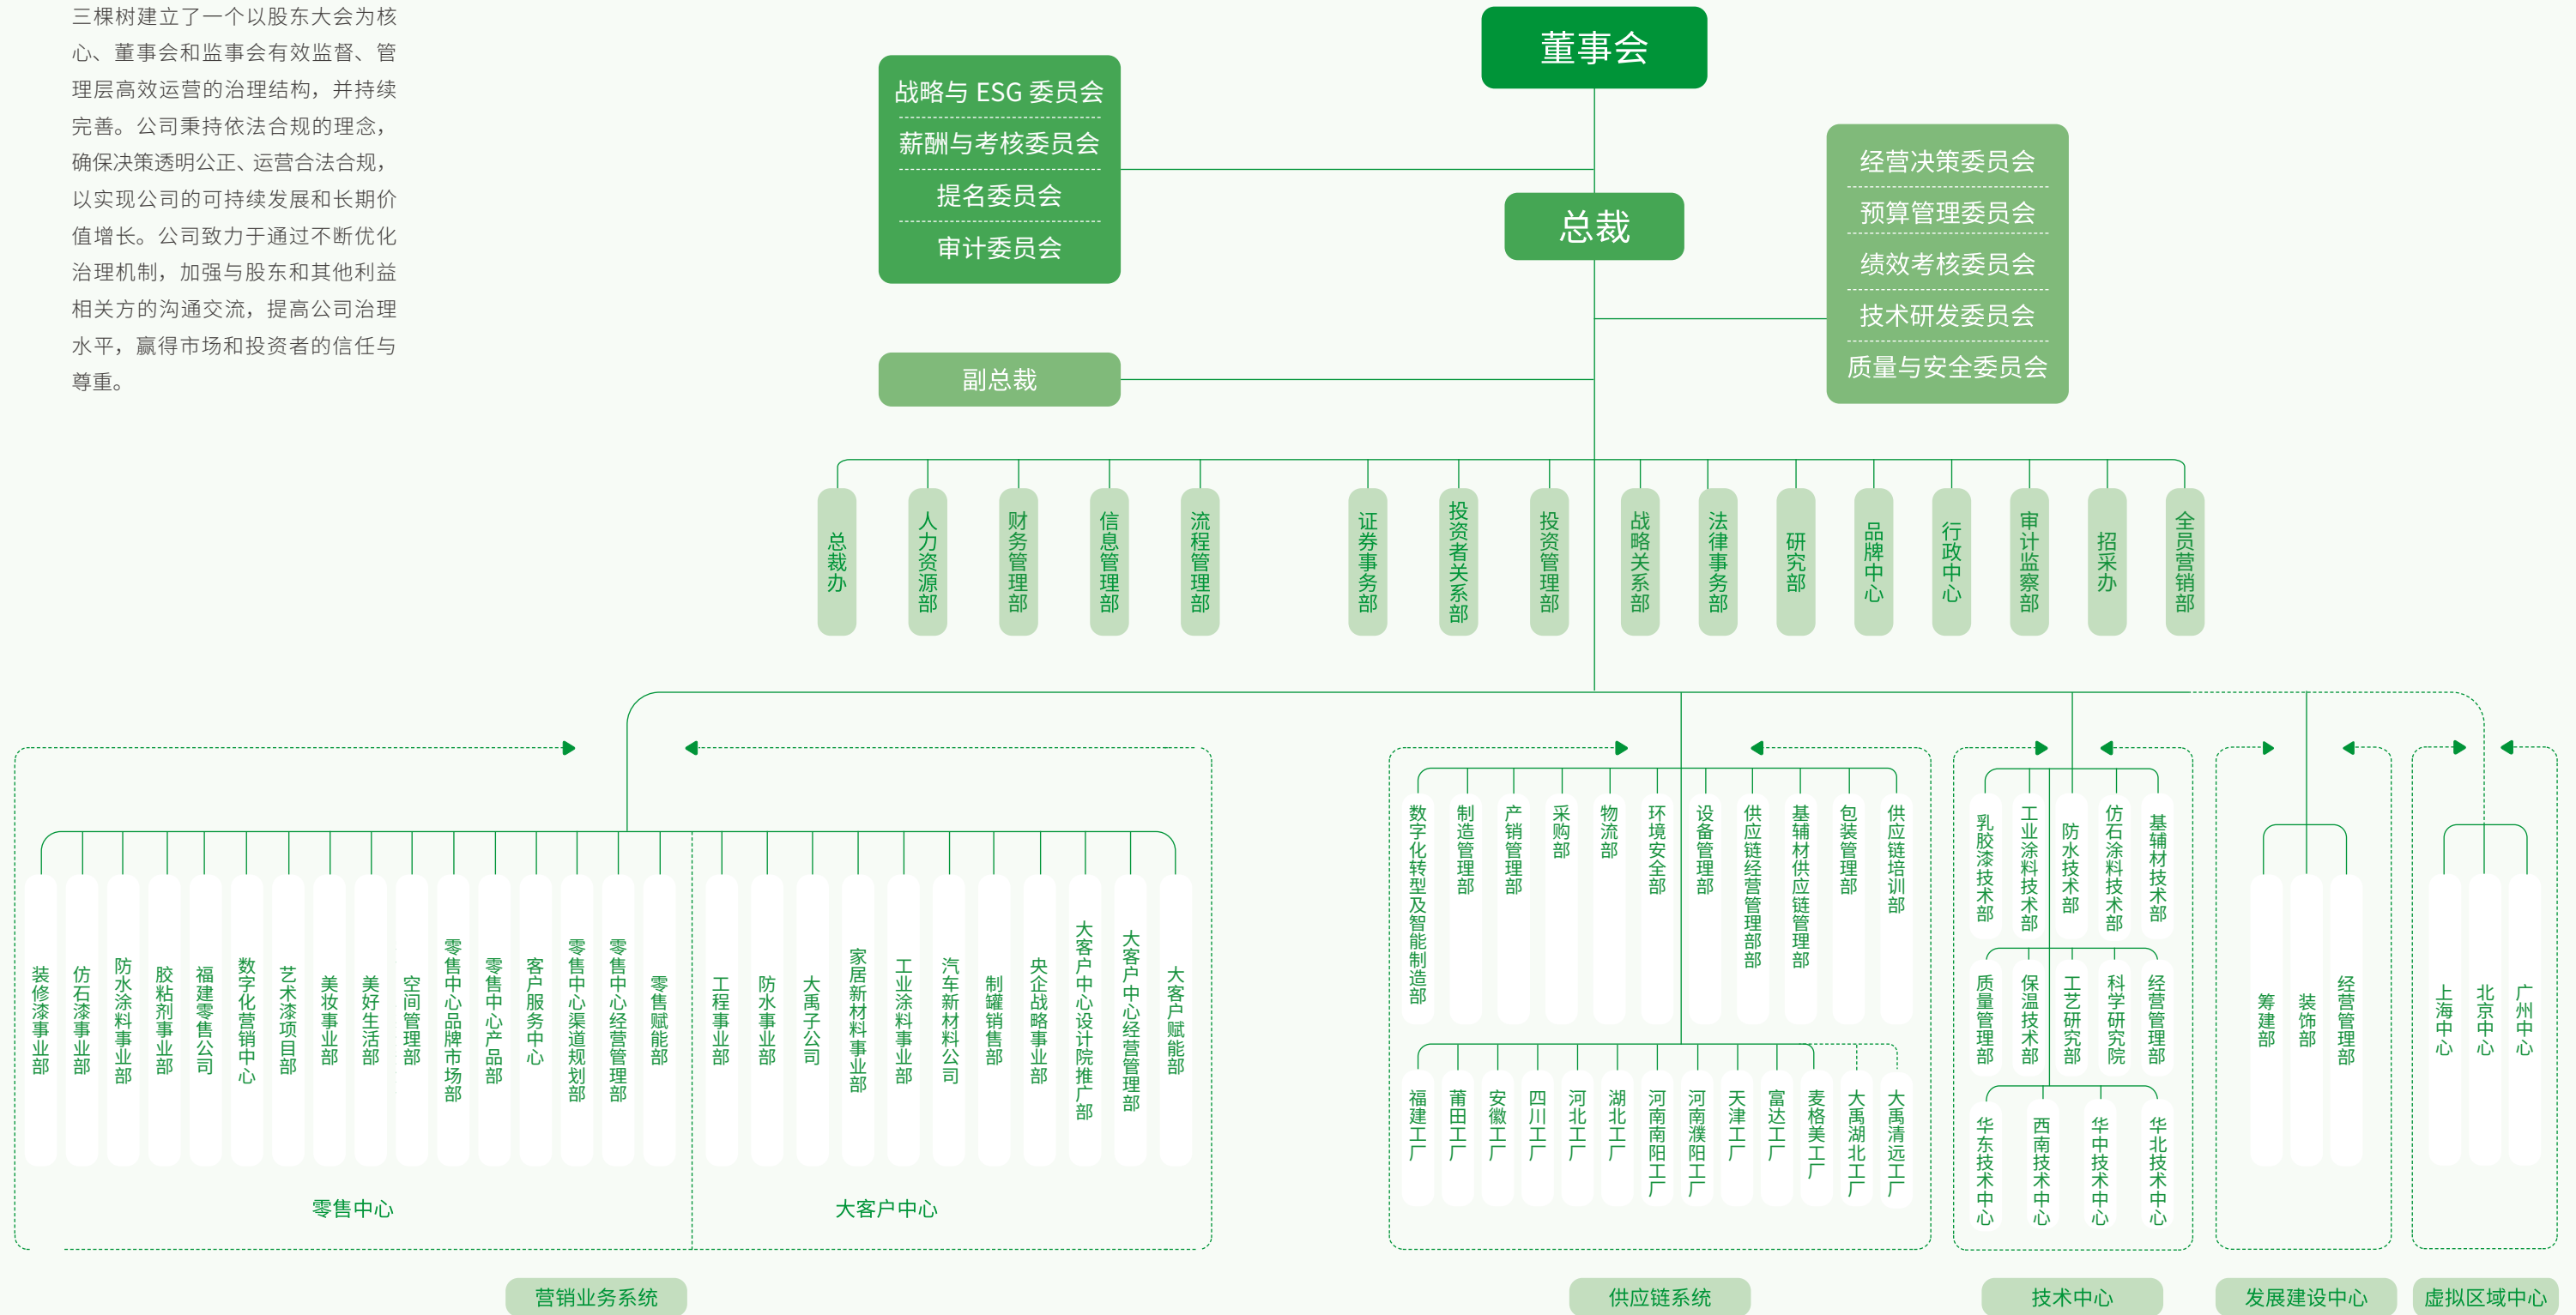 三棵树建立了一个以股东大会为核
心、董事会和监事会有效监督、管
理层高效运营的治理结构，并持续
完善。公司秉持依法合规的理念，
确保决策透明公正、运营合法合规，
以实现公司的可持续发展和长期价
值增长。公司致力于通过不断优化
治理机制，加强与股东和其他利益
相关方的沟通交流，提高公司治理
水平，赢得市场和投资者的信任与
尊重。
董事会
战略与 ESG 委员会
薪酬与考核委员会
提名委员会
审计委员会
总裁
经营决策委员会
预算管理委员会
绩效考核委员会
技术研发委员会
质量与安全委员会
副总裁
总裁办
人力资源部
财务管理部
信息管理部
流程管理部
证券事务部
投资者关系部
投资管理部
战略关系部
法律事务部
研究部
品牌中心
行政中心
审计监察部
招采办
全员营销部
装修漆事业部
仿石漆事业部
防水涂料事业部
胶粘剂事业部
福建零售公司
数字化营销中心
艺术漆项目部
美妆事业部
美好生活部
空间管理部
零售中心品牌市场部
零售中心产品部
客户服务中心
零售中心渠道规划部
零售中心经营管理部
零售赋能部
零售中心
工程事业部
防水事业部
大禹子公司
家居新材料事业部
工业涂料事业部
汽车新材料公司
制罐销售部
央企战略事业部
大客户中心设计院推广部
大客户中心经营管理部
大客户赋能部
大客户中心
营销业务系统
数字化转型及智能制造部
制造管理部
产销管理部
采购部
物流部
环境安全部
设备管理部
供应链经营管理部部
基辅材供应链管理部
包装管理部
供应链培训部
福建工厂
莆田工厂
安徽工厂
四川工厂
河北工厂
湖北工厂
河南南阳工厂
河南濮阳工厂
天津工厂
富达工厂
麦格美工厂
大禹湖北工厂
大禹清远工厂
供应链系统
乳胶漆技术部
工业涂料技术部
防水技术部
仿石涂料技术部
基辅材技术部
质量管理部
保温技术部
工艺研究部
科学研究院
经营管理部
华东技术中心
西南技术中心
华中技术中心
华北技术中心
技术中心
筹建部
装饰部
经营管理部
发展建设中心
上海中心
北京中心
广州中心
虚拟区域中心